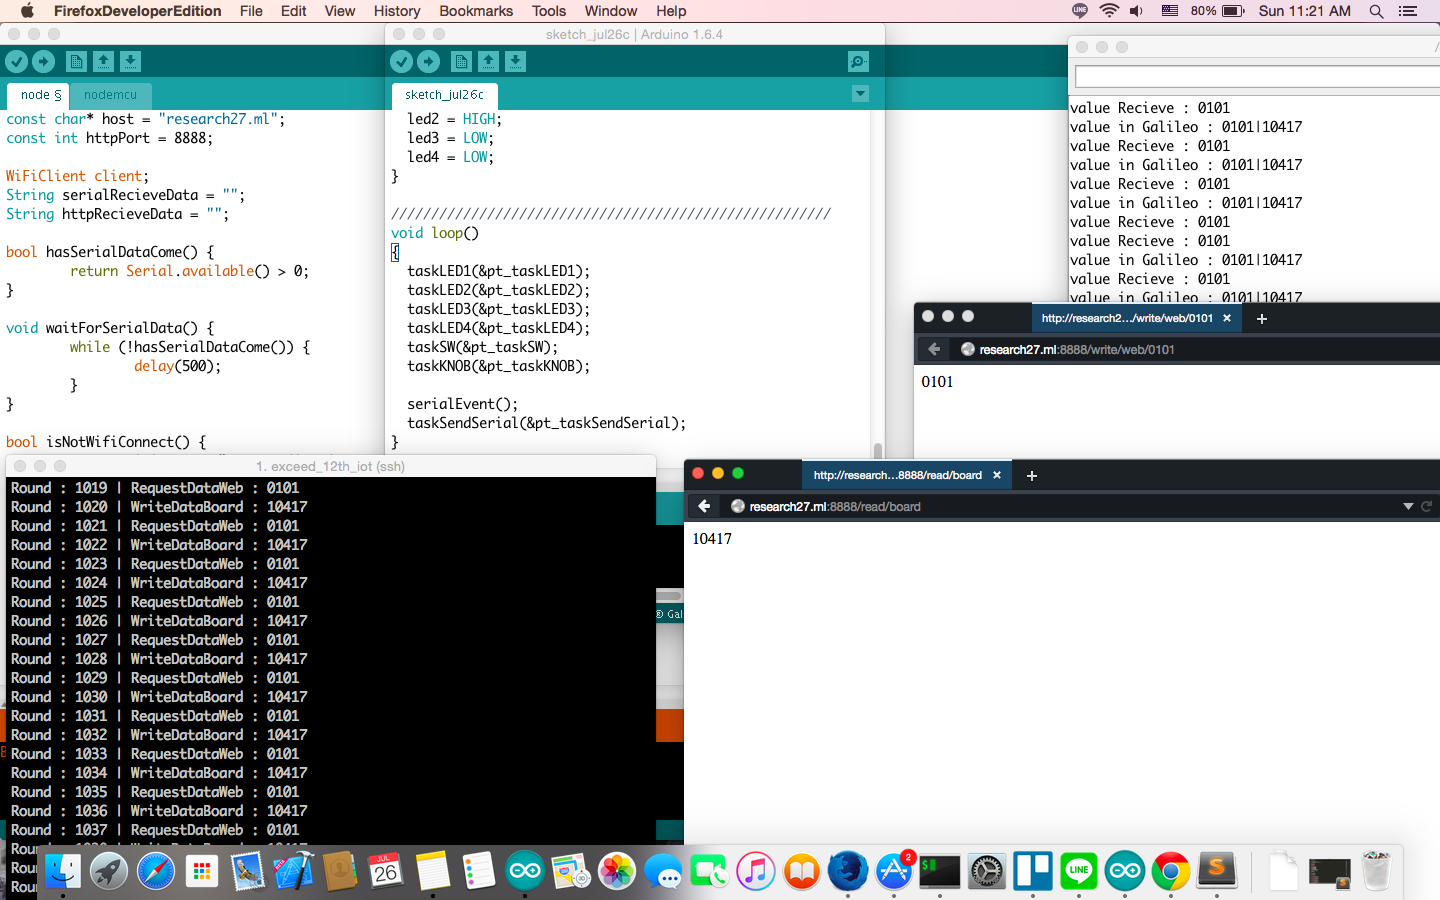 FirefoxDeveloperEdition File Edit View History Bookmarks Tools Window Help
LINE 80% Sun 11:21 AM
node §
nodemcu
const char* host = "research27.ml";
const int httpPort = 8888;
WiFiClient client;
String serialRecieveData = "";
String httpRecieveData = "";
bool hasSerialDataCome() {
return Serial.available() > 0;
}
void waitForSerialData() {
while (!hasSerialDataCome()) {
delay(500);
}
}
bool isNotWifiConnect() {
sketch_jul26c | Arduino 1.6.4
sketch_jul26c
led2 = HIGH;
led3 = LOW;
led4 = LOW;
}
///////////////////////////////////////////////////////
void loop()
{
taskLED1(&pt_taskLED1);
taskLED2(&pt_taskLED2);
taskLED3(&pt_taskLED3);
taskLED4(&pt_taskLED4);
taskSW(&pt_taskSW);
taskKNOB(&pt_taskKNOB);
serialEvent();
taskSendSerial(&pt_taskSendSerial);
}
/
value Recieve : 0101
value in Galileo : 0101|10417
value Recieve : 0101
value in Galileo : 0101|10417
value Recieve : 0101
value in Galileo : 0101|10417
value Recieve : 0101
value Recieve : 0101
value in Galileo : 0101|10417
value Recieve : 0101
value in Galileo : 0101|10417
http://research2.../write/web/0101
research27.ml:8888/write/web/0101
0101
1. exceed_12th_iot (ssh)
Round : 1019 | RequestDataWeb : 0101
Round : 1020 | WriteDataBoard : 10417
Round : 1021 | RequestDataWeb : 0101
Round : 1022 | WriteDataBoard : 10417
Round : 1023 | RequestDataWeb : 0101
Round : 1024 | WriteDataBoard : 10417
Round : 1025 | RequestDataWeb : 0101
Round : 1026 | WriteDataBoard : 10417
Round : 1027 | RequestDataWeb : 0101
Round : 1028 | WriteDataBoard : 10417
Round : 1029 | RequestDataWeb : 0101
Round : 1030 | WriteDataBoard : 10417
Round : 1031 | RequestDataWeb : 0101
Round : 1032 | WriteDataBoard : 10417
Round : 1033 | RequestDataWeb : 0101
Round : 1034 | WriteDataBoard : 10417
Round : 1035 | RequestDataWeb : 0101
Round : 1036 | WriteDataBoard : 10417
Round : 1037 | RequestDataWeb : 0101
Rou
Rou
Rou
® Gal
http://research...8888/read/board
research27.ml:8888/read/board
10417
JUL
26
2
LINE